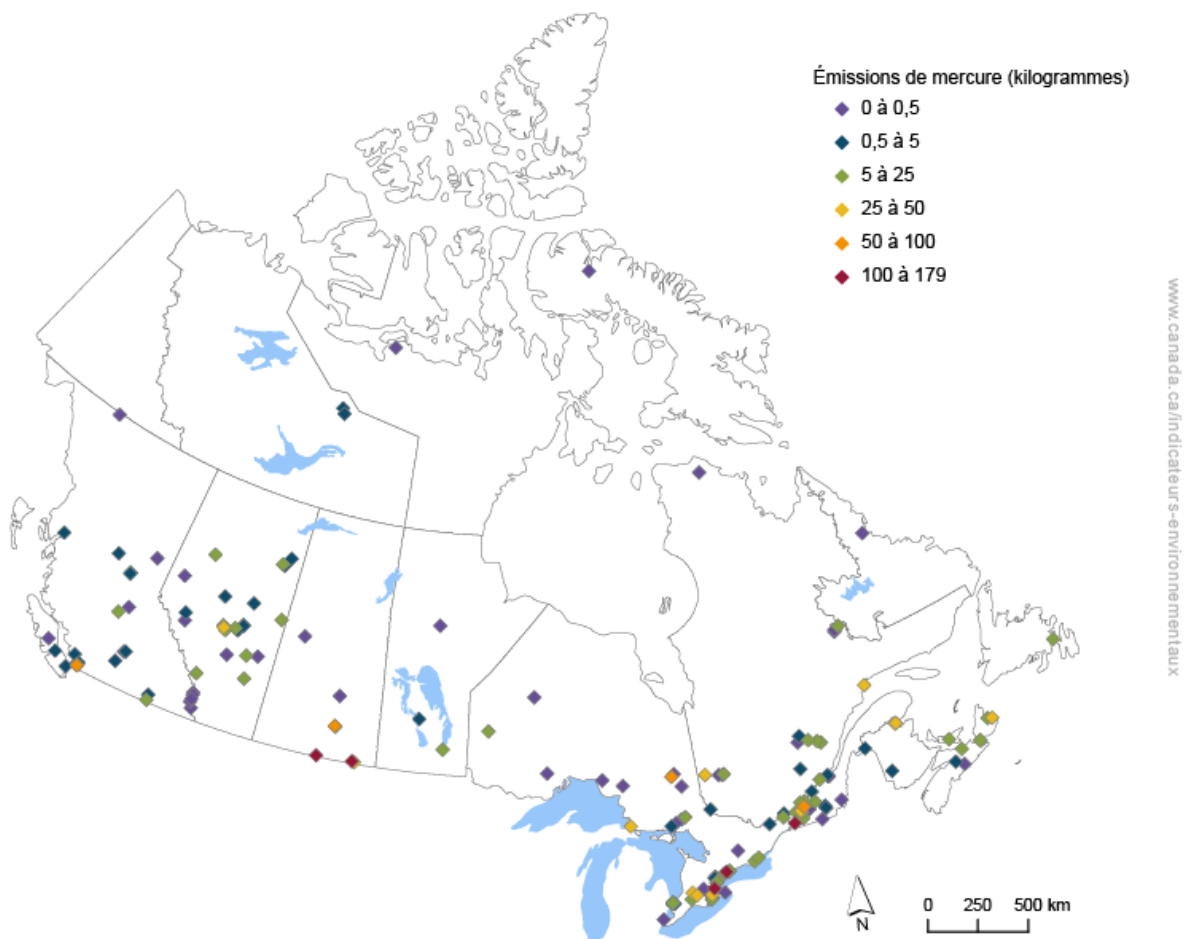 Émissions de mercure (kilogrammes)
0 à 0,5
0,5 à 5
5 à 25
25 à 50
50 à 100
100 à 179
www.canada.ca/indicateurs-environnementaux
N
0 250 500 km